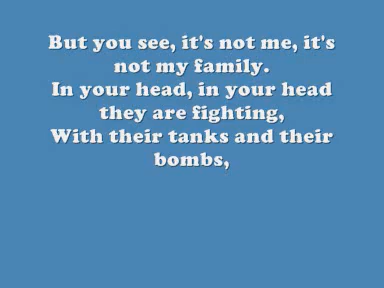 But you see, it's not me, it's
not my family.
In your head, in your head
they are fighting,
With their tanks and their
bombs,